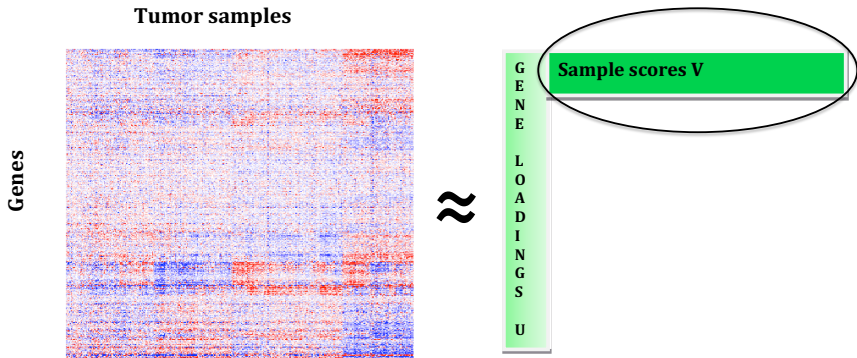 Tumor samples
Genes
≈
GENE LOADINGS U
Sample scores V